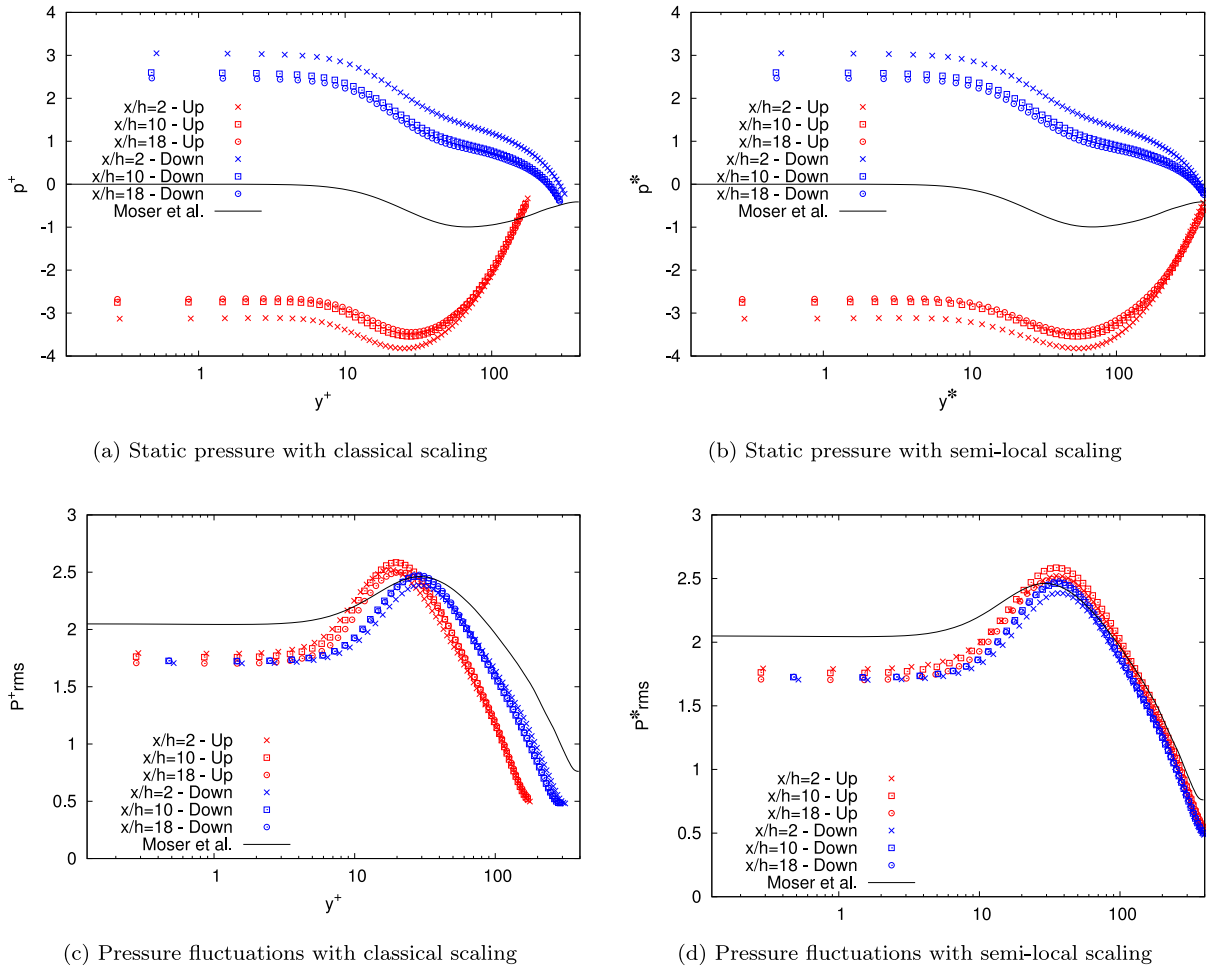 4
3
2
1
0
-1
-2
-3
-4
1
10
100
p+
y+
x/h=2 - Up
x/h=10 - Up
x/h=18 - Up
x/h=2 - Down
x/h=10 - Down
x/h=18 - Down
Moser et al.
(a) Static pressure with classical scaling
4
3
2
1
0
-1
-2
-3
-4
1
10
100
p*
y*
x/h=2 - Up
x/h=10 - Up
x/h=18 - Up
x/h=2 - Down
x/h=10 - Down
x/h=18 - Down
Moser et al.
(b) Static pressure with semi-local scaling
3
2.5
2
1.5
1
0.5
0
1
10
100
P+rms
y+
x/h=2 - Up
x/h=10 - Up
x/h=18 - Up
x/h=2 - Down
x/h=10 - Down
x/h=18 - Down
Moser et al.
(c) Pressure fluctuations with classical scaling
3
2.5
2
1.5
1
0.5
0
1
10
100
P*rms
x/h=2 - Up
x/h=10 - Up
x/h=18 - Up
x/h=2 - Down
x/h=10 - Down
x/h=18 - Down
Moser et al.
(d) Pressure fluctuations with semi-local scaling